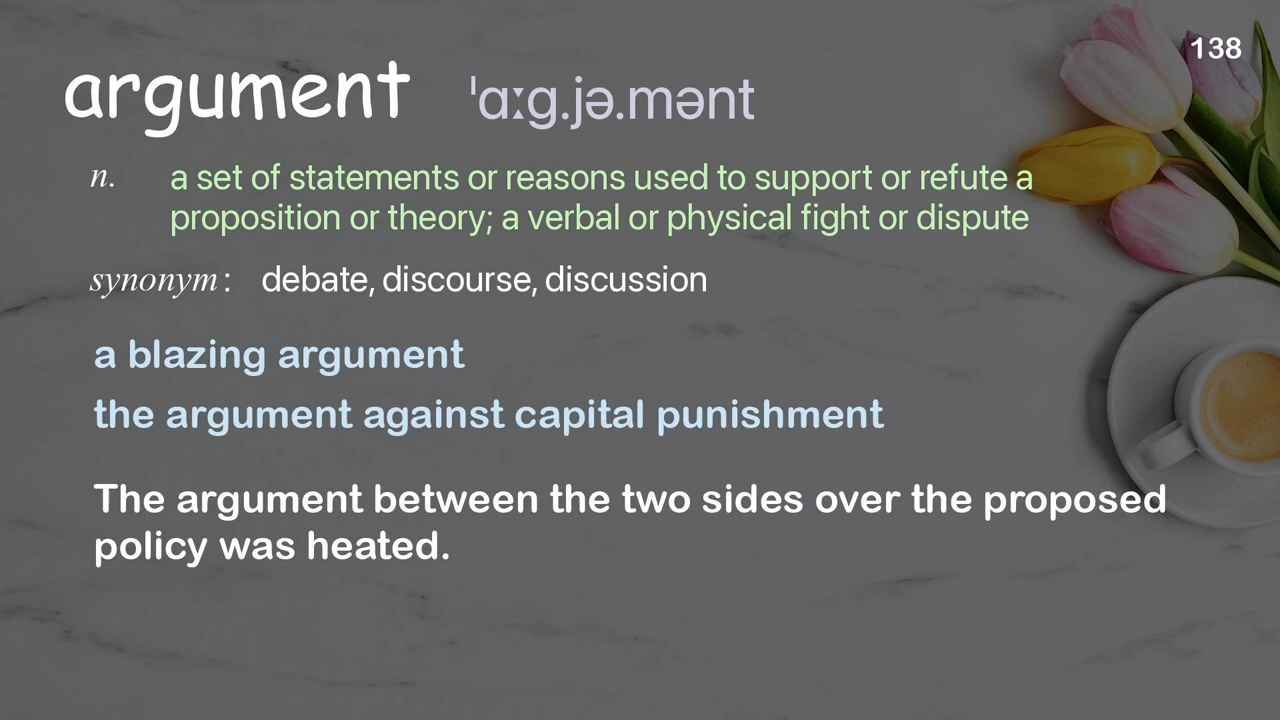 138
argument ˈɑːɡ.jə.mənt
n. a set of statements or reasons used to support or refute a
proposition or theory; a verbal or physical fight or dispute
synonym: debate, discourse, discussion
a blazing argument
the argument against capital punishment
The argument between the two sides over the proposed
policy was heated.